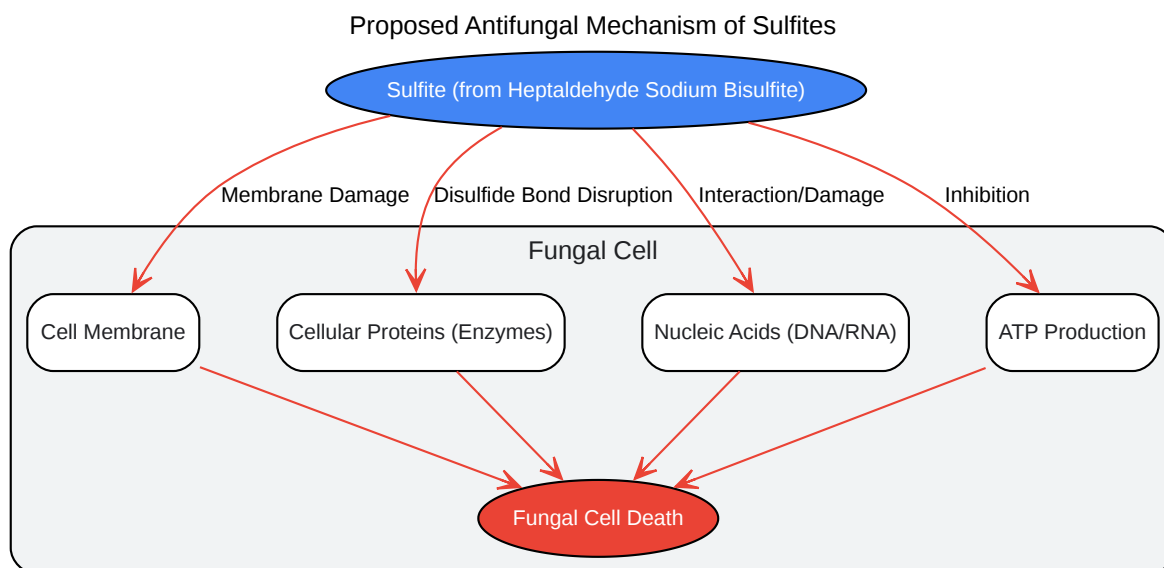 Proposed Antifungal Mechanism of Sulfites
Sulfite (from Heptaldehyde Sodium Bisulfite)
Membrane Damage
Disulfide Bond Disruption
Interaction/Damage
Inhibition
Fungal Cell
Cell Membrane
Cellular Proteins (Enzymes)
Nucleic Acids (DNA/RNA)
ATP Production
Fungal Cell Death